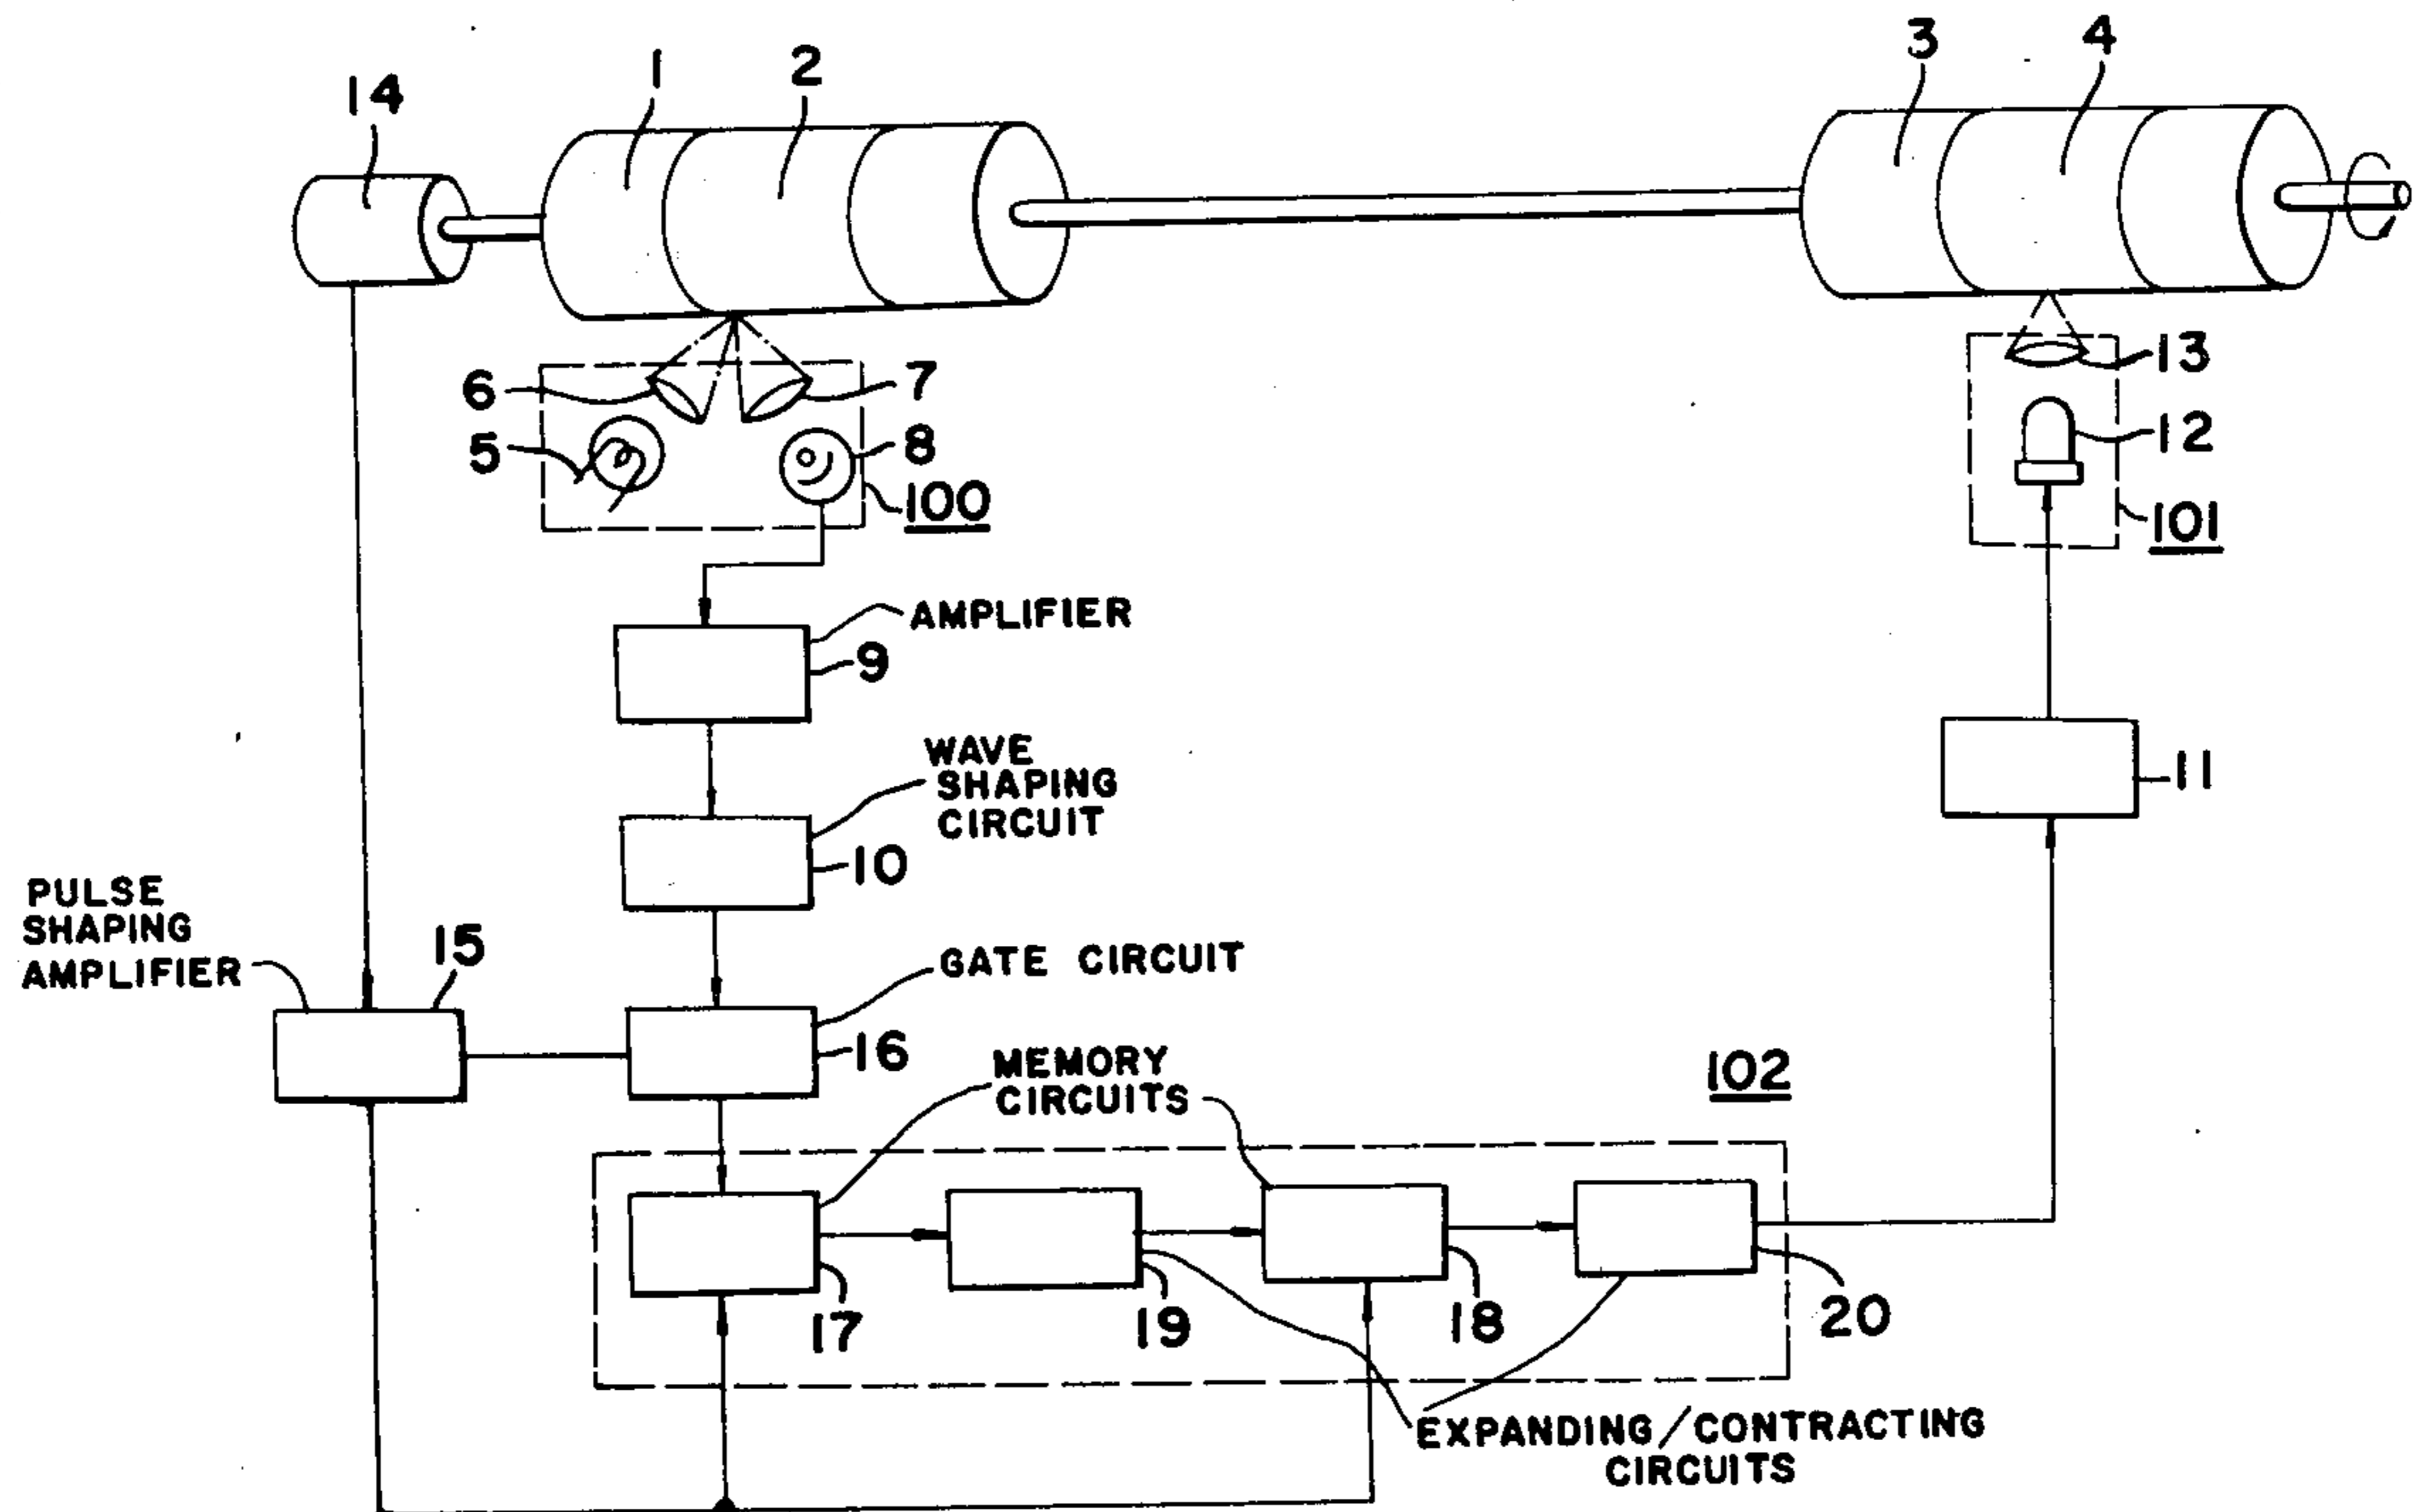 1
2
3
4
14
6
7
13
5
8
12
100
101
AMPLIFIER
9
WAVE
SHAPING
CIRCUIT
11
10
PULSE
SHAPING
AMPLIFIER
15
GATE CIRCUIT
16
MEMORY
CIRCUITS
102
17
19
18
20
EXPANDING/CONTRACTING
CIRCUITS